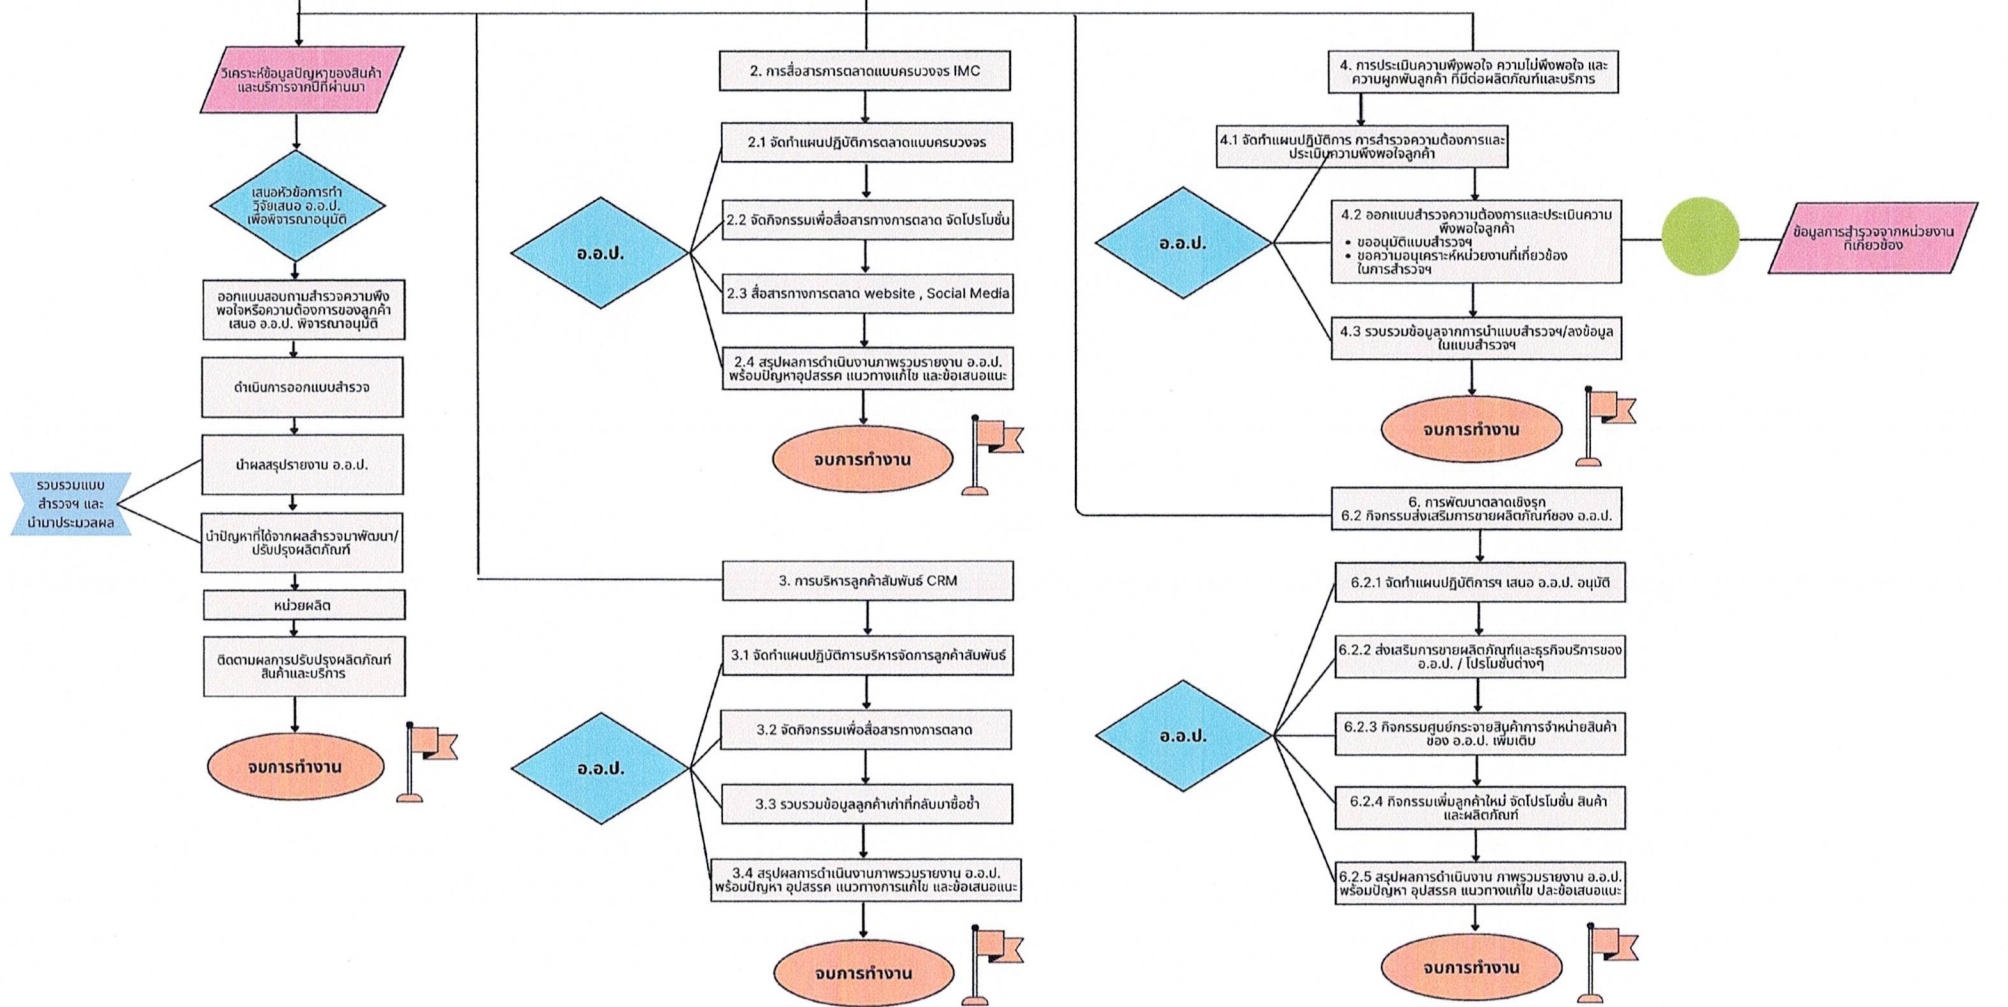 วิเคราะห์ข้อมูลปัญหาของสินค้า
และบริการจากปีที่ผ่านมา
เสนอหัวข้อการทำ
วิจัยเสนอ อ.อ.ป.
เพื่อพิจารณาอนุมัติ
ออกแบบสอบถามสำรวจความพึง
พอใจหรือความต้องการของลูกค้า
เสนอ อ.อ.ป. พิจารณาอนุมัติ
ดำเนินการออกแบบสำรวจ
นำผลสรุปรายงาน อ.อ.ป.
รวบรวมแบบ
สำรวจฯ และ
นำมาประมวลผล
นำปัญหาที่ได้จากผลสำรวจมาพัฒนา/
ปรับปรุงผลิตภัณฑ์
หน่วยผลิต
ติดตามผลการปรับปรุงผลิตภัณฑ์
สินค้าและบริการ
จบการทำงาน
2. การสื่อสารการตลาดแบบครบวงจร IMC
2.1 จัดทำแผนปฏิบัติการตลาดแบบครบวงจร
2.2 จัดกิจกรรมเพื่อสื่อสารทางการตลาด จัดโปรโมชั่น
อ.อ.ป.
2.3 สื่อสารทางการตลาด website , Social Media
2.4 สรุปผลการดำเนินงานภาพรวมรายงาน อ.อ.ป.
พร้อมปัญหาอุปสรรค แนวทางแก้ไข และข้อเสนอแนะ
จบการทำงาน
3. การบริหารลูกค้าสัมพันธ์ CRM
3.1 จัดทำแผนปฏิบัติการบริหารจัดการลูกค้าสัมพันธ์
3.2 จัดกิจกรรมเพื่อสื่อสารทางการตลาด
อ.อ.ป.
3.3 รวบรวมข้อมูลลูกค้าเก่าที่กลับมาซื้อซ้ำ
3.4 สรุปผลการดำเนินงานภาพรวมรายงาน อ.อ.ป.
พร้อมปัญหา อุปสรรค แนวทางการแก้ไข และข้อเสนอแนะ
จบการทำงาน
4. การประเมินความพึงพอใจ ความไม่พึงพอใจ และ
ความผูกพันลูกค้า ที่มีต่อผลิตภัณฑ์และบริการ
4.1 จัดทำแผนปฏิบัติการ การสำรวจความต้องการและ
ประเมินความพึงพอใจลูกค้า
อ.อ.ป.
4.2 ออกแบบสำรวจความต้องการและประเมินความ
พึงพอใจลูกค้า
• ขออนุมัติแบบสำรวจฯ
• ขอความอนุเคราะห์หน่วยงานที่เกี่ยวข้อง
ในการสำรวจฯ
ข้อมูลการสำรวจจากหน่วยงาน
ที่เกี่ยวข้อง
4.3 รวบรวมข้อมูลจากการนำแบบสำรวจฯ/ลงข้อมูล
ในแบบสำรวจฯ
จบการทำงาน
6. การพัฒนาตลาดเชิงรุก
6.2 กิจกรรมส่งเสริมการขายผลิตภัณฑ์ของ อ.อ.ป.
6.2.1 จัดทำแผนปฏิบัติการฯ เสนอ อ.อ.ป. อนุมัติ
6.2.2 ส่งเสริมการขายผลิตภัณฑ์และธุรกิจบริการของ
อ.อ.ป. / โปรโมชั่นต่างๆ
อ.อ.ป.
6.2.3 กิจกรรมศูนย์กระจายสินค้าการจำหน่ายสินค้า
ของ อ.อ.ป. เพิ่มเติม
6.2.4 กิจกรรมเพิ่มลูกค้าใหม่ จัดโปรโมชั่น สินค้า
และผลิตภัณฑ์
6.2.5 สรุปผลการดำเนินงาน ภาพรวมรายงาน อ.อ.ป.
พร้อมปัญหา อุปสรรค แนวทางแก้ไข ปละข้อเสนอแนะ
จบการทำงาน